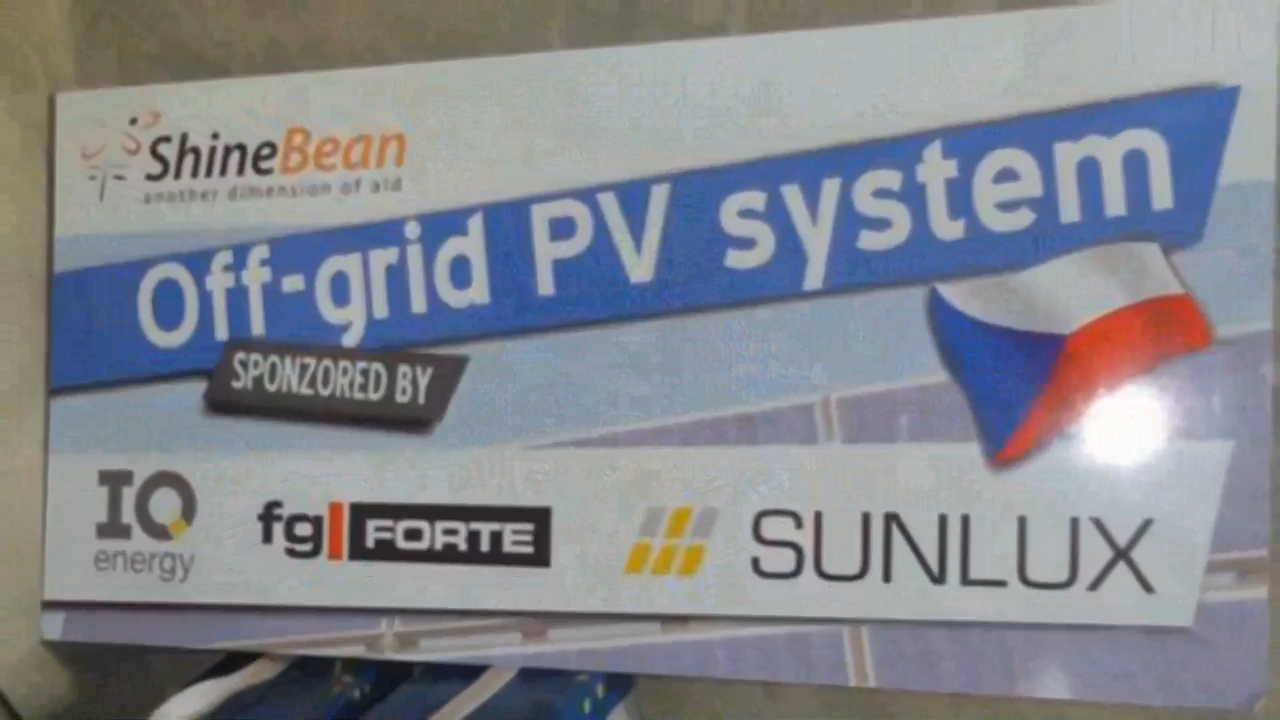 ShineBean
another dimension of aid
Off-grid PV system
SPONZORED BY
IQ energy
fg FORTE
SUNLUX